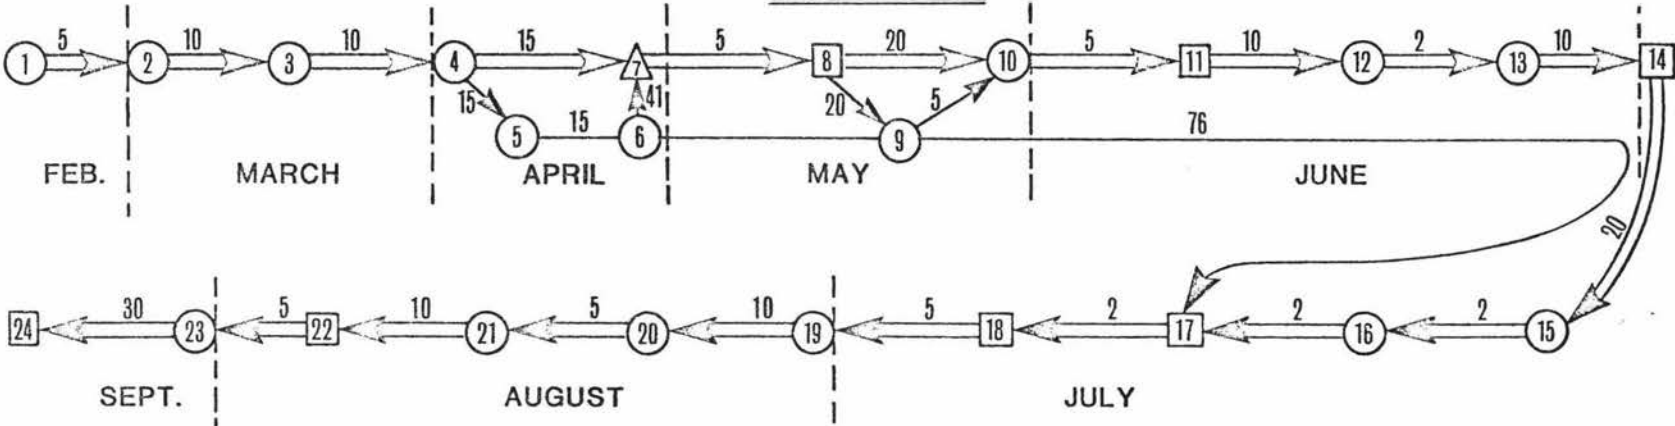 5 10 10 15 5 20 5 10 2 10
1 2 3 4 7 8 10 11 12 13 14
15 41 20 5
5 15 6 9 76
FEB. MARCH APRIL MAY JUNE
20
30 5 10 5 10 5 2 2 2
24 23 22 21 20 19 18 17 16 15
SEPT. AUGUST JULY